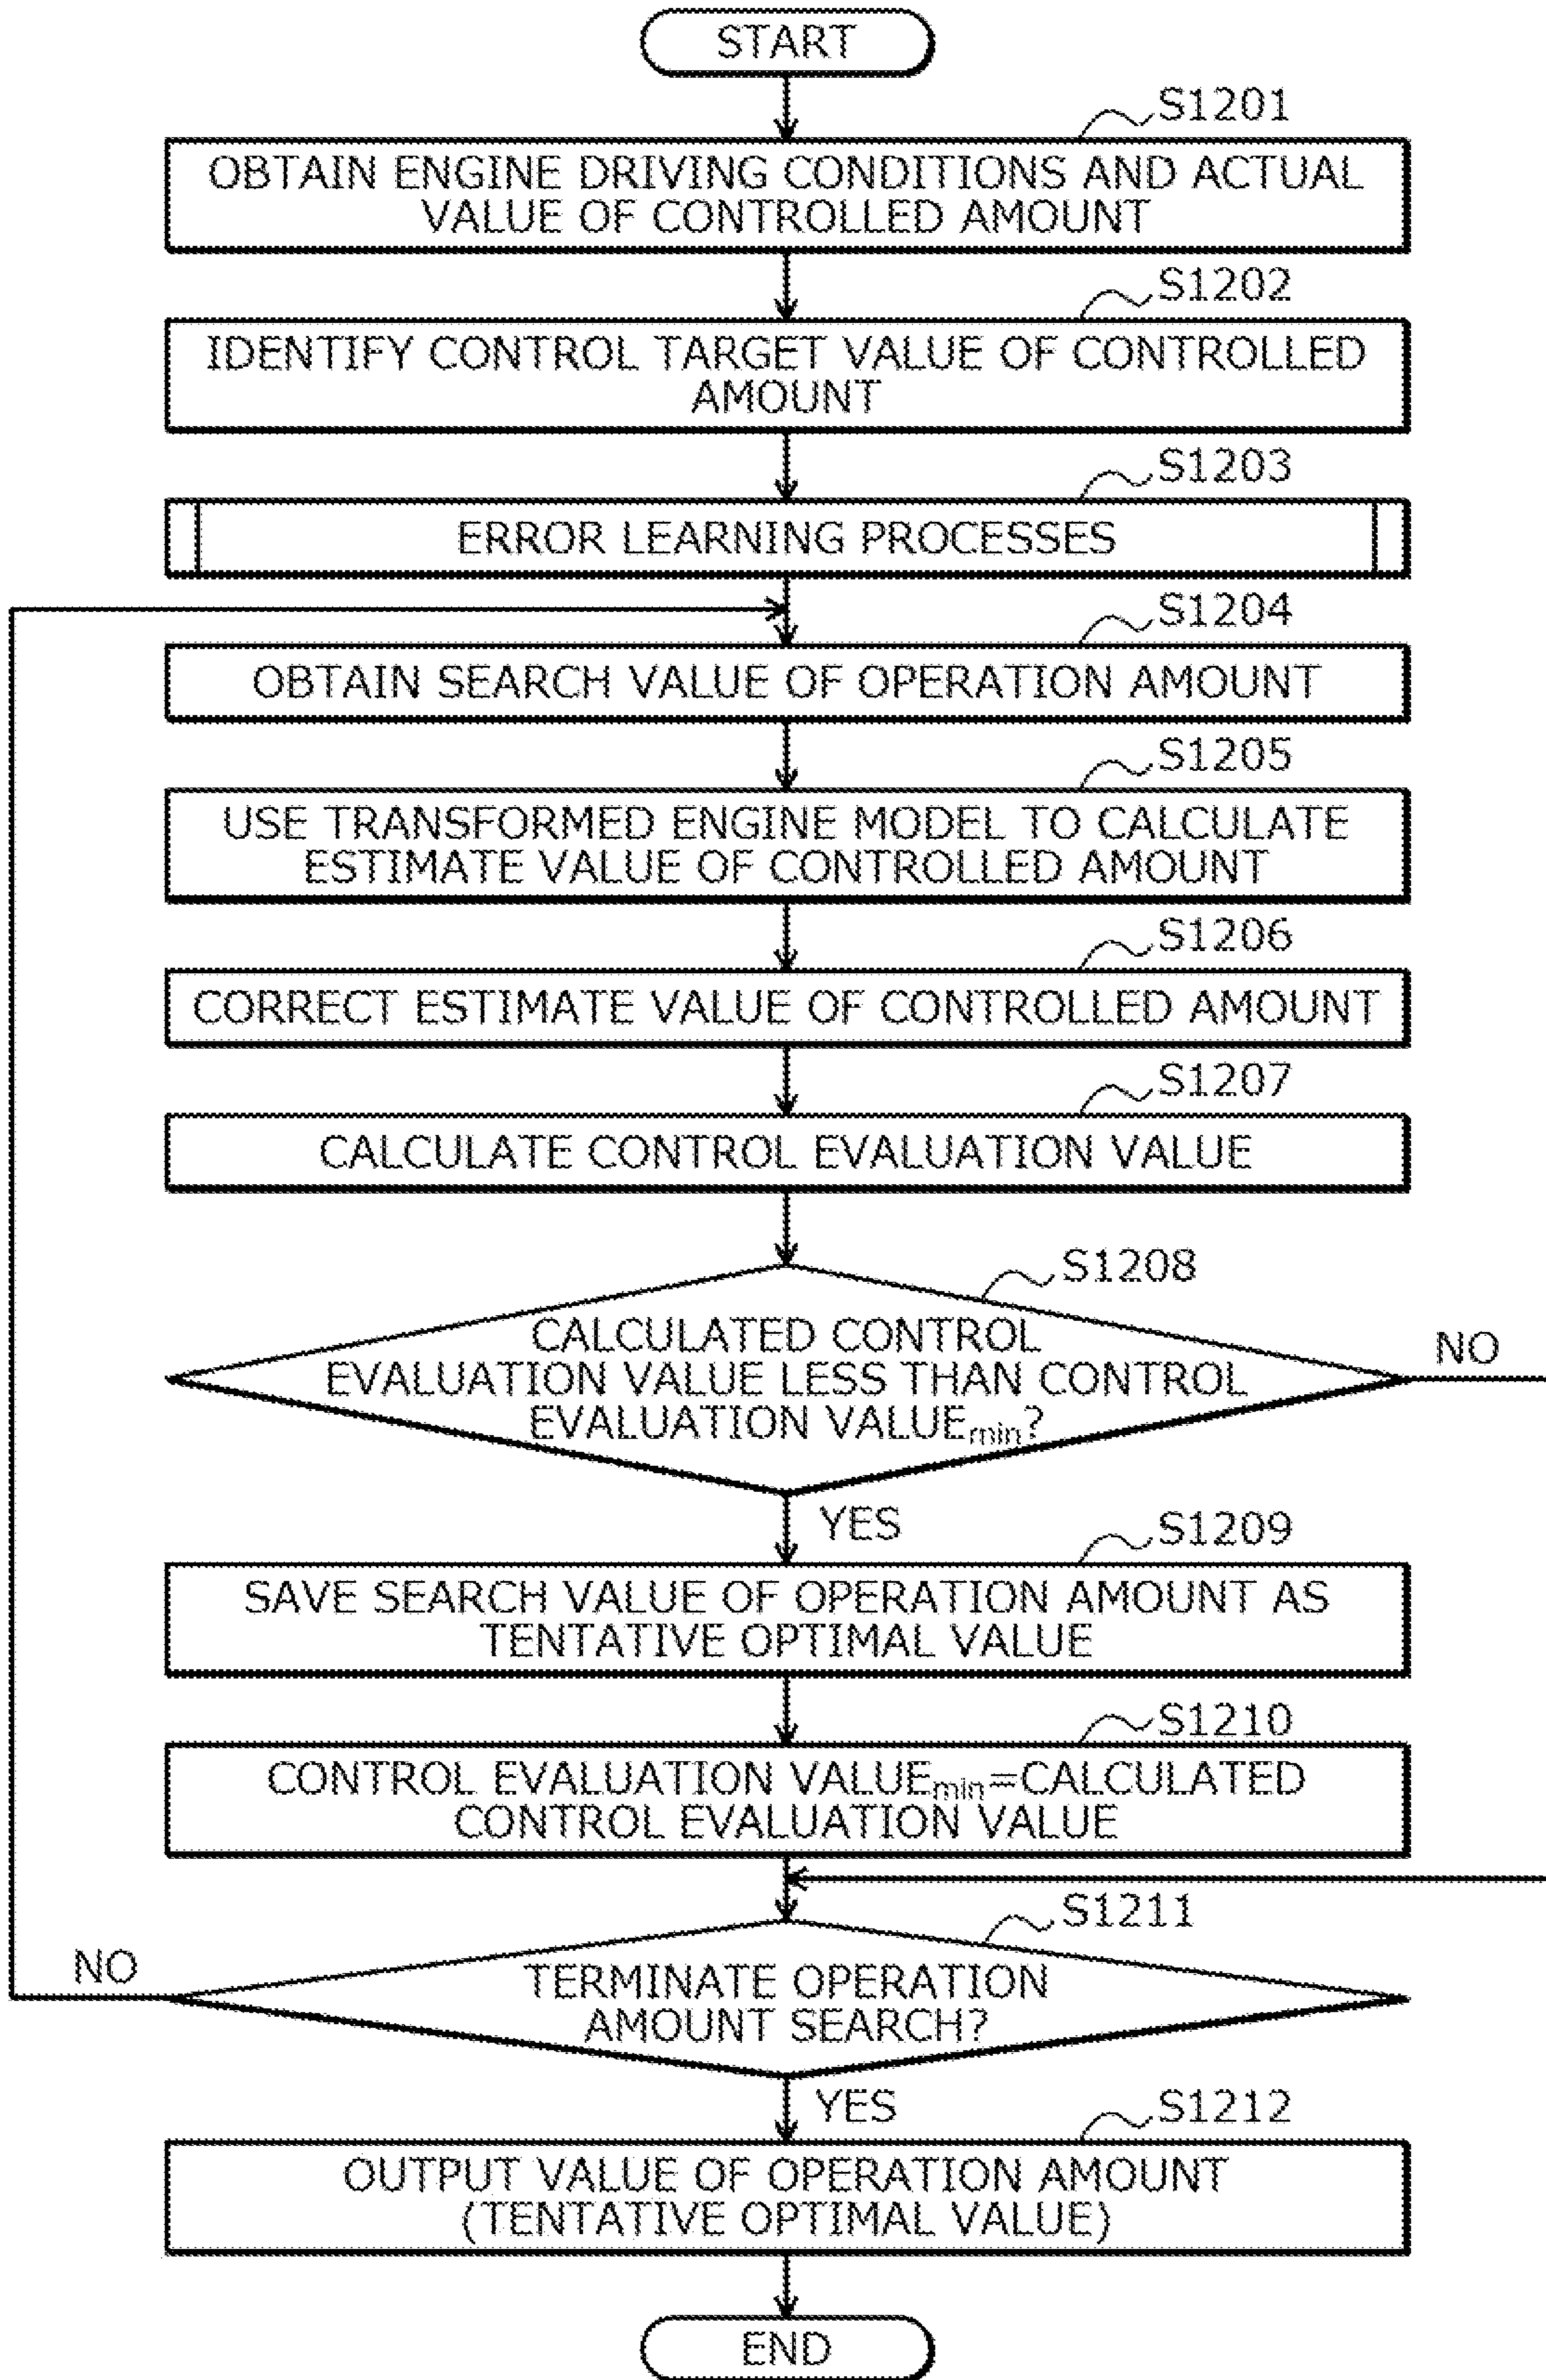 START
S1201
OBTAIN ENGINE DRIVING CONDITIONS AND ACTUAL
VALUE OF CONTROLLED AMOUNT
S1202
IDENTIFY CONTROL TARGET VALUE OF CONTROLLED
AMOUNT
S1203
ERROR LEARNING PROCESSES
S1204
OBTAIN SEARCH VALUE OF OPERATION AMOUNT
S1205
USE TRANSFORMED ENGINE MODEL TO CALCULATE
ESTIMATE VALUE OF CONTROLLED AMOUNT
S1206
CORRECT ESTIMATE VALUE OF CONTROLLED AMOUNT
S1207
CALCULATE CONTROL EVALUATION VALUE
S1208
CALCULATED CONTROL
EVALUATION VALUE LESS THAN CONTROL
EVALUATION VALUEmin?
NO
YES
S1209
SAVE SEARCH VALUE OF OPERATION AMOUNT AS
TENTATIVE OPTIMAL VALUE
S1210
CONTROL EVALUATION VALUEmin=CALCULATED
CONTROL EVALUATION VALUE
S1211
NO
TERMINATE OPERATION
AMOUNT SEARCH?
YES
S1212
OUTPUT VALUE OF OPERATION AMOUNT
(TENTATIVE OPTIMAL VALUE)
END